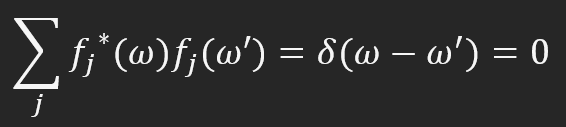 ∑_j f_j^*(ω)f_j(ω′) = δ(ω − ω′) = 0